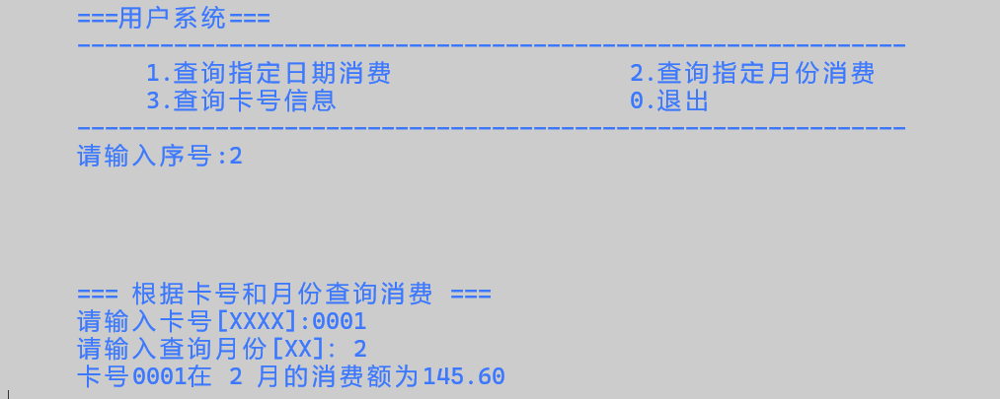 ===用户系统===
------------------------------------------------------------
1.查询指定日期消费 2.查询指定月份消费
3.查询卡号信息 0.退出
------------------------------------------------------------
请输入序号:2
=== 根据卡号和月份查询消费 ===
请输入卡号[XXXX]:0001
请输入查询月份[XX]: 2
卡号0001在 2 月的消费额为145.60